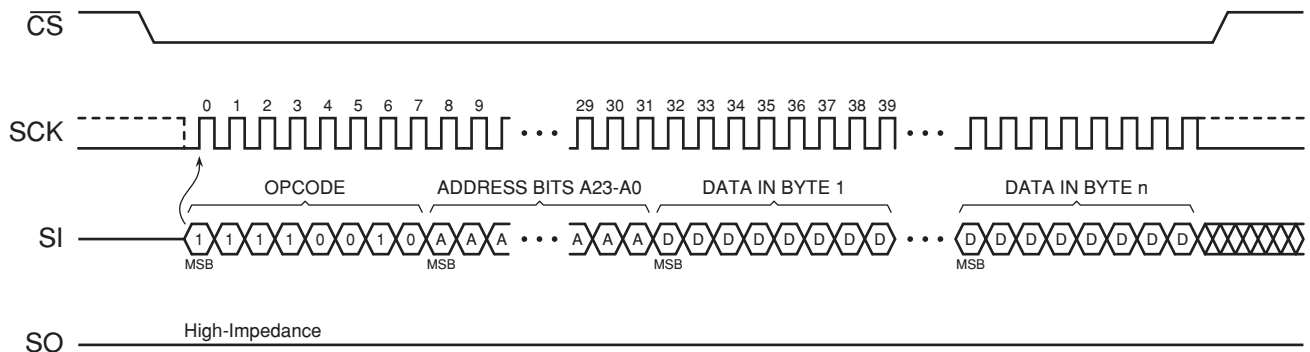 CS
0 1 2 3 4 5 6 7 8 9 29 30 31 32 33 34 35 36 37 38 39
SCK
OPCODE ADDRESS BITS A23-A0 DATA IN BYTE 1 DATA IN BYTE n
SI 1 1 1 1 0 0 1 0 A A A A A A D D D D D D D D D D D D D D D D
MSB MSB MSB MSB
High-Impedance
SO